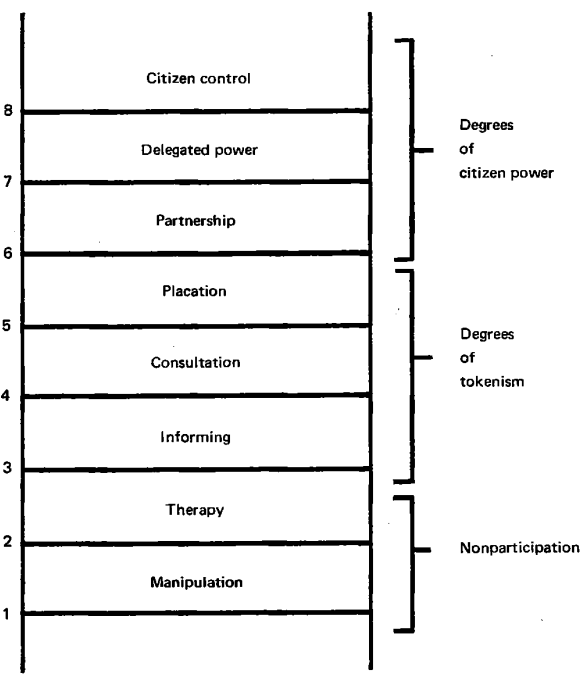 Citizen control
8
Delegated power
7
Partnership
6
Placation
5
Consultation
4
Informing
3
Therapy
2
Manipulation
1
Degrees
of
citizen power
Degrees
of
tokenism
Nonparticipation